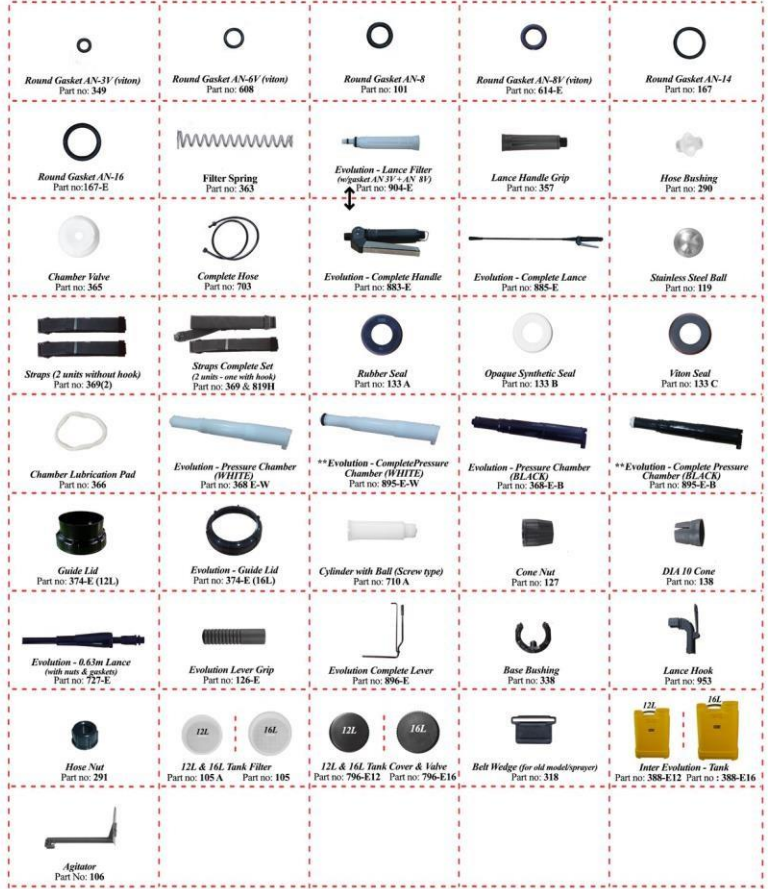 Round Gasket AN-3V (viton)
Part no: 349
Round Gasket AN-6V (viton)
Part no: 608
Round Gasket AN-8
Part no: 101
Round Gasket AN-8V (viton)
Part no: 614-E
Round Gasket AN-14
Part no: 167
Round Gasket AN-16
Part no:167-E
Filter Spring
Part no: 363
Evolution - Lance Filter
(w/gasket AN 3V + AN 8V)
Part no: 904-E
Lance Handle Grip
Part no: 357
Hose Bushing
Part no: 290
Chamber Valve
Part no: 365
Complete Hose
Part no: 703
Evolution - Complete Handle
Part no: 883-E
Evolution - Complete Lance
Part no: 885-E
Stainless Steel Ball
Part no: 119
Straps (2 units without hook)
Part no: 369(2)
Straps Complete Set
(2 units - one with hook)
Part no: 369 & 819H
Rubber Seal
Part no: 133 A
Opaque Synthetic Seal
Part no: 133 B
Viton Seal
Part no: 133 C
Chamber Lubrication Pad
Part no: 366
Evolution - Pressure Chamber
(WHITE)
Part no: 368 E-W
**Evolution - CompletePressure
Chamber (WHITE)
Part no: 895-E-W
Evolution - Pressure Chamber
(BLACK)
Part no: 368-E-B
**Evolution - Complete Pressure
Chamber (BLACK)
Part no: 895-E-B
Guide Lid
Part no: 374-E (12L)
Evolution - Guide Lid
Part no: 374-E (16L)
Cylinder with Ball (Screw type)
Part no: 710 A
Cone Nut
Part no: 127
DIA 10 Cone
Part no: 138
Evolution - 0.63m Lance
(with nuts & gaskets)
Part no: 727-E
Evolution Lever Grip
Part no: 126-E
Evolution Complete Lever
Part no: 896-E
Base Bushing
Part no: 338
Lance Hook
Part no: 953
Hose Nut
Part no: 291
12L
16L
12L & 16L Tank Filter
Part no: 105 A Part no: 105
12L
16L
12L & 16L Tank Cover & Valve
Part no: 796-E12 Part no: 796-E16
Belt Wedge (for old model/sprayer)
Part no: 318
12L
16L
Inter Evolution - Tank
Part no: 388-E12 Part no : 388-E16
Agitator
Part No: 106